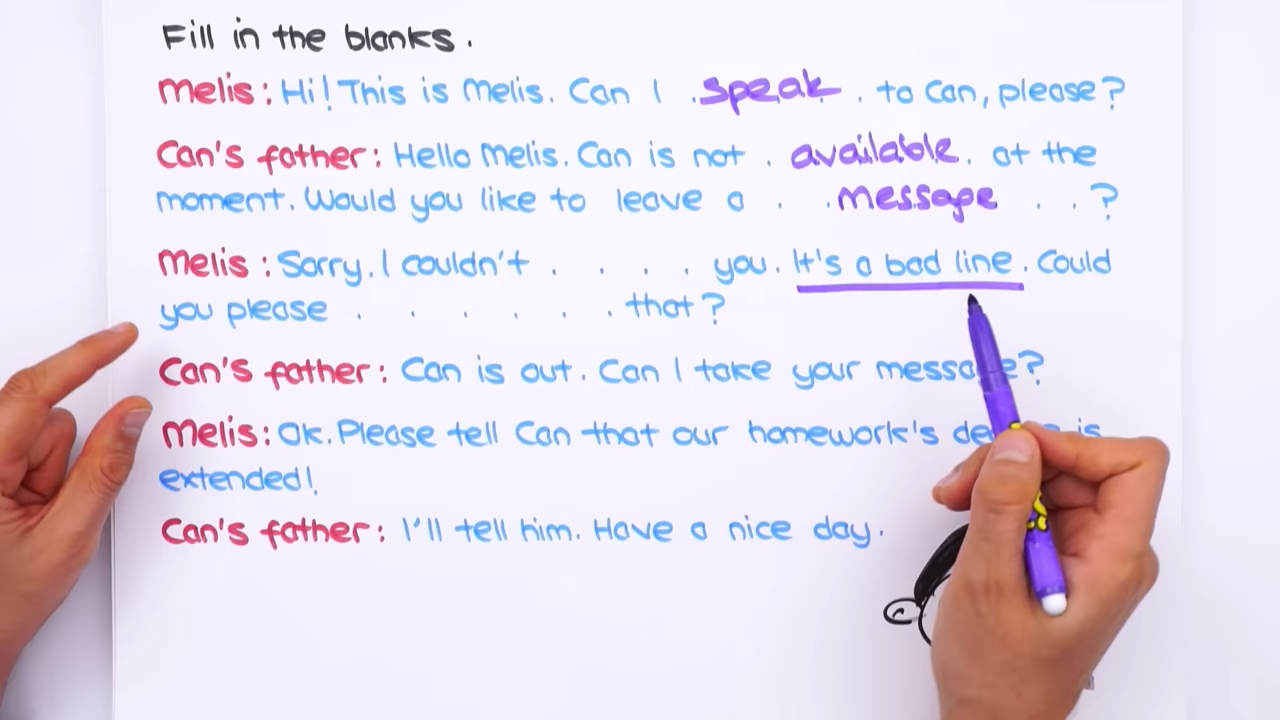 Fill in the blanks.
Melis: Hi! This is Melis. Can I . speak . . to Can, please?
Can's father: Hello Melis. Can is not . available . at the
moment. Would you like to leave a . . message . . ?
Melis: Sorry. I couldn't . . . . you. It's a bad line. Could
you please . . . . . . that?
Can's father: Can is out. Can I take your message?
Melis: Ok. Please tell Can that our homework's is
extended!
Can's father: I'll tell him. Have a nice day.